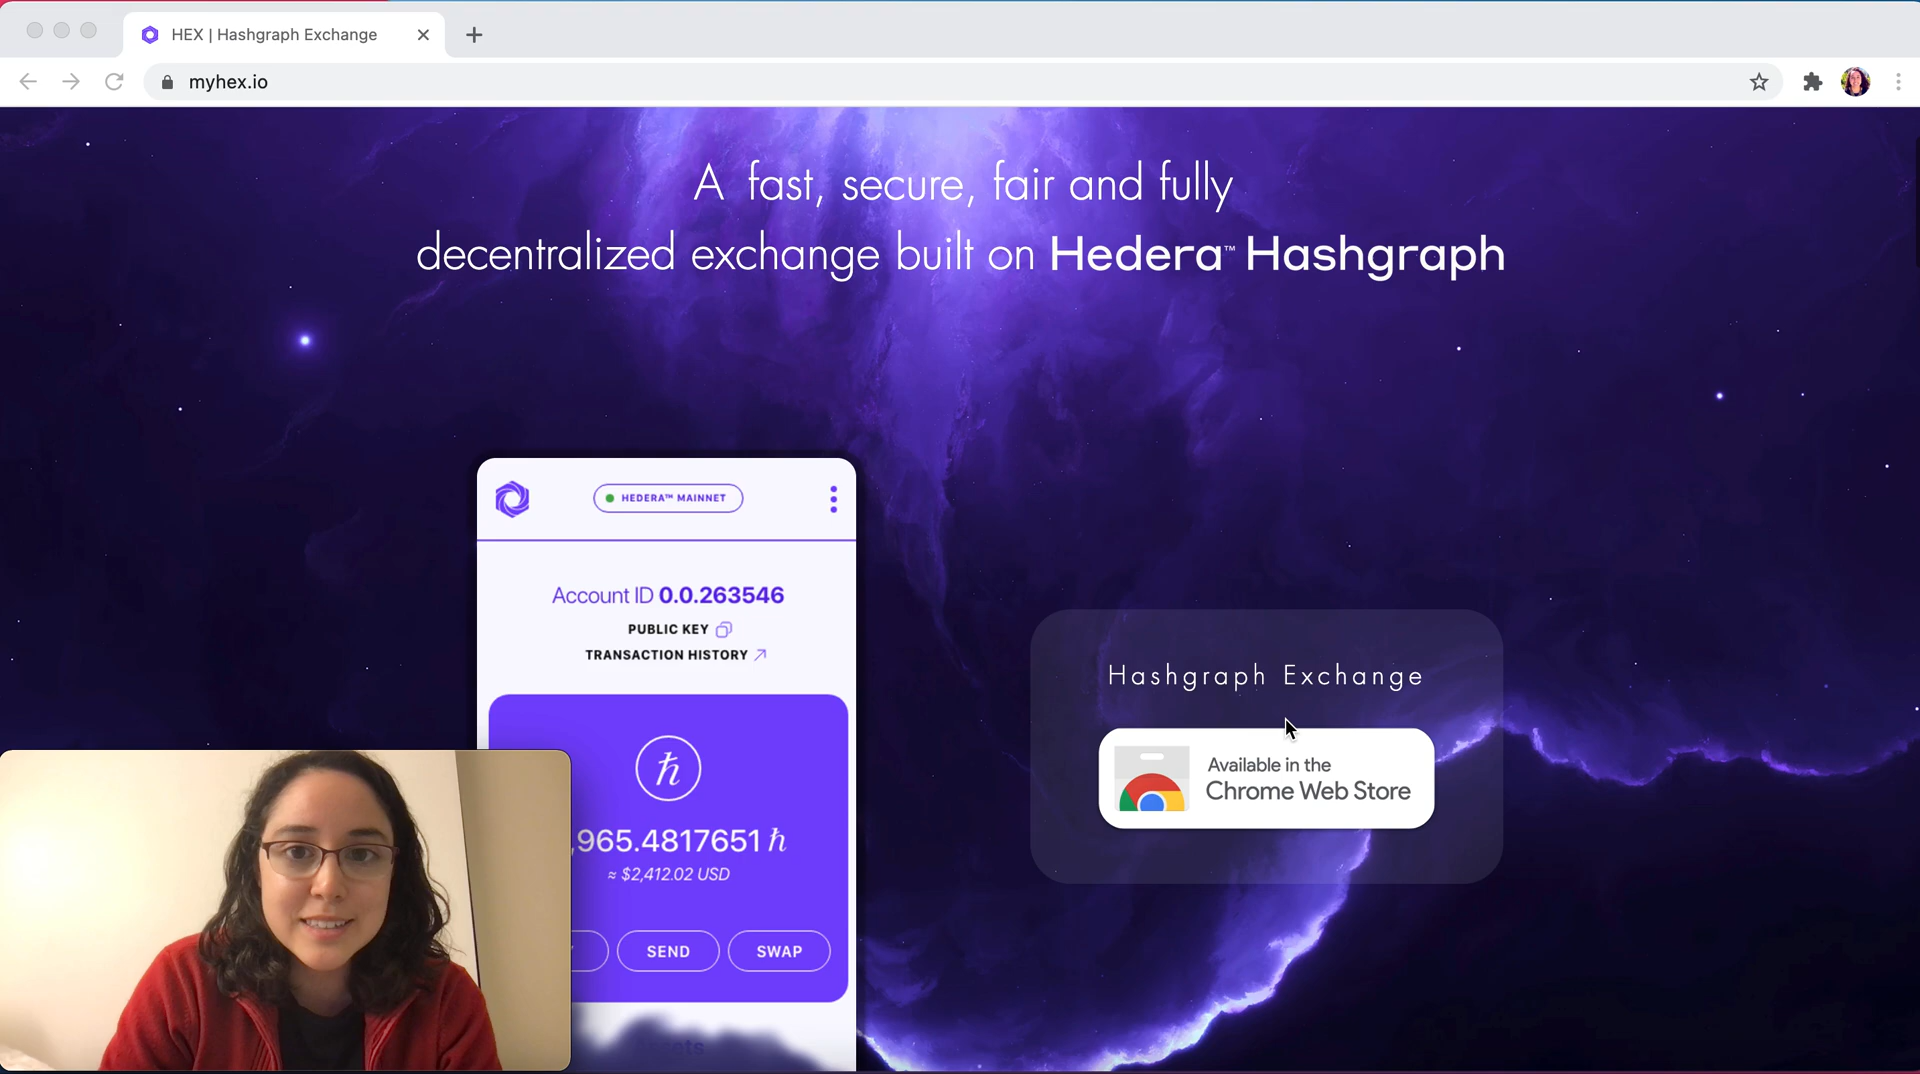 HEX | Hashgraph Exchange
myhex.io
A fast, secure, fair and fully
decentralized exchange built on Hedera™ Hashgraph
HEDERA™ MAINNET
Account ID 0.0.263546
PUBLIC KEY
TRANSACTION HISTORY
ℏ
,965.4817651 ℏ
≈ $2,412.02 USD
SEND
SWAP
Hashgraph Exchange
Available in the
Chrome Web Store